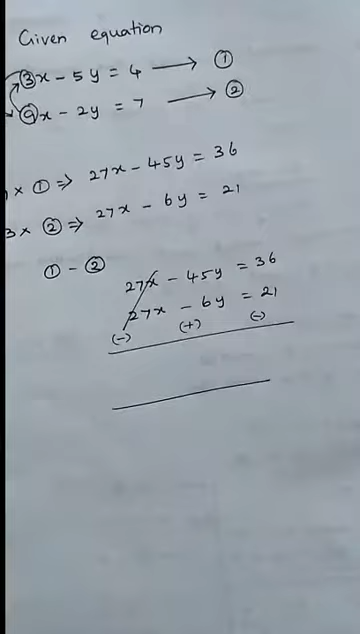 Given equation
3x - 5y = 4 ⟶ ①
9x - 2y = 7 ⟶ ②
× ① ⇒ 27x - 45y = 36
3 × ② ⇒ 27x - 6y = 21
① - ②
27x - 45y = 36
27x - 6y = 21
(-) (+) (-)